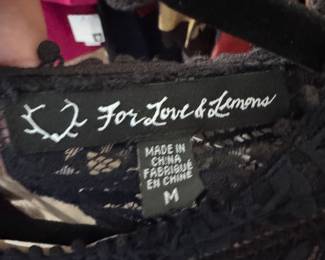 For Love & Lemons
MADE IN
CHINA
FABRIQUÉ
EN CHINE
M